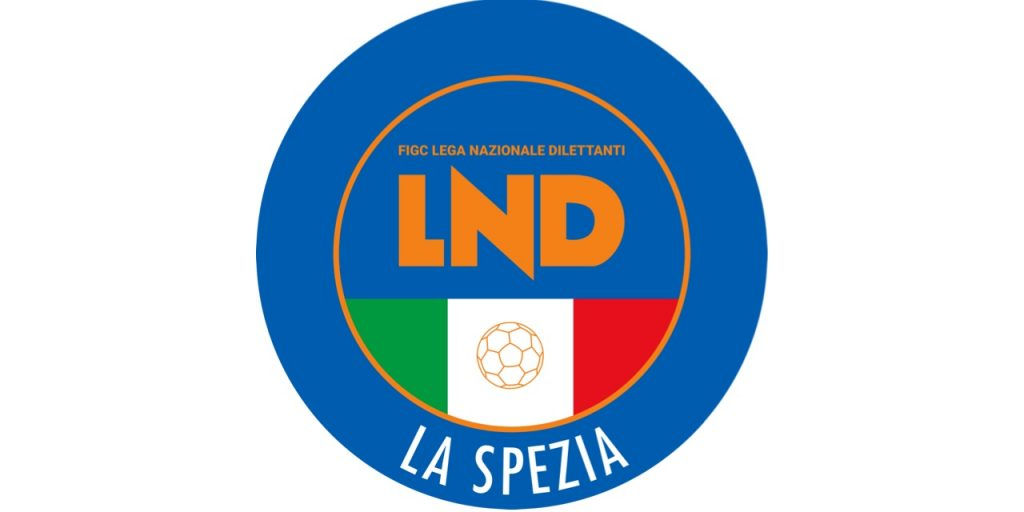 FIGC LEGA NAZIONALE DILETTANTI
LND
LA SPEZIA